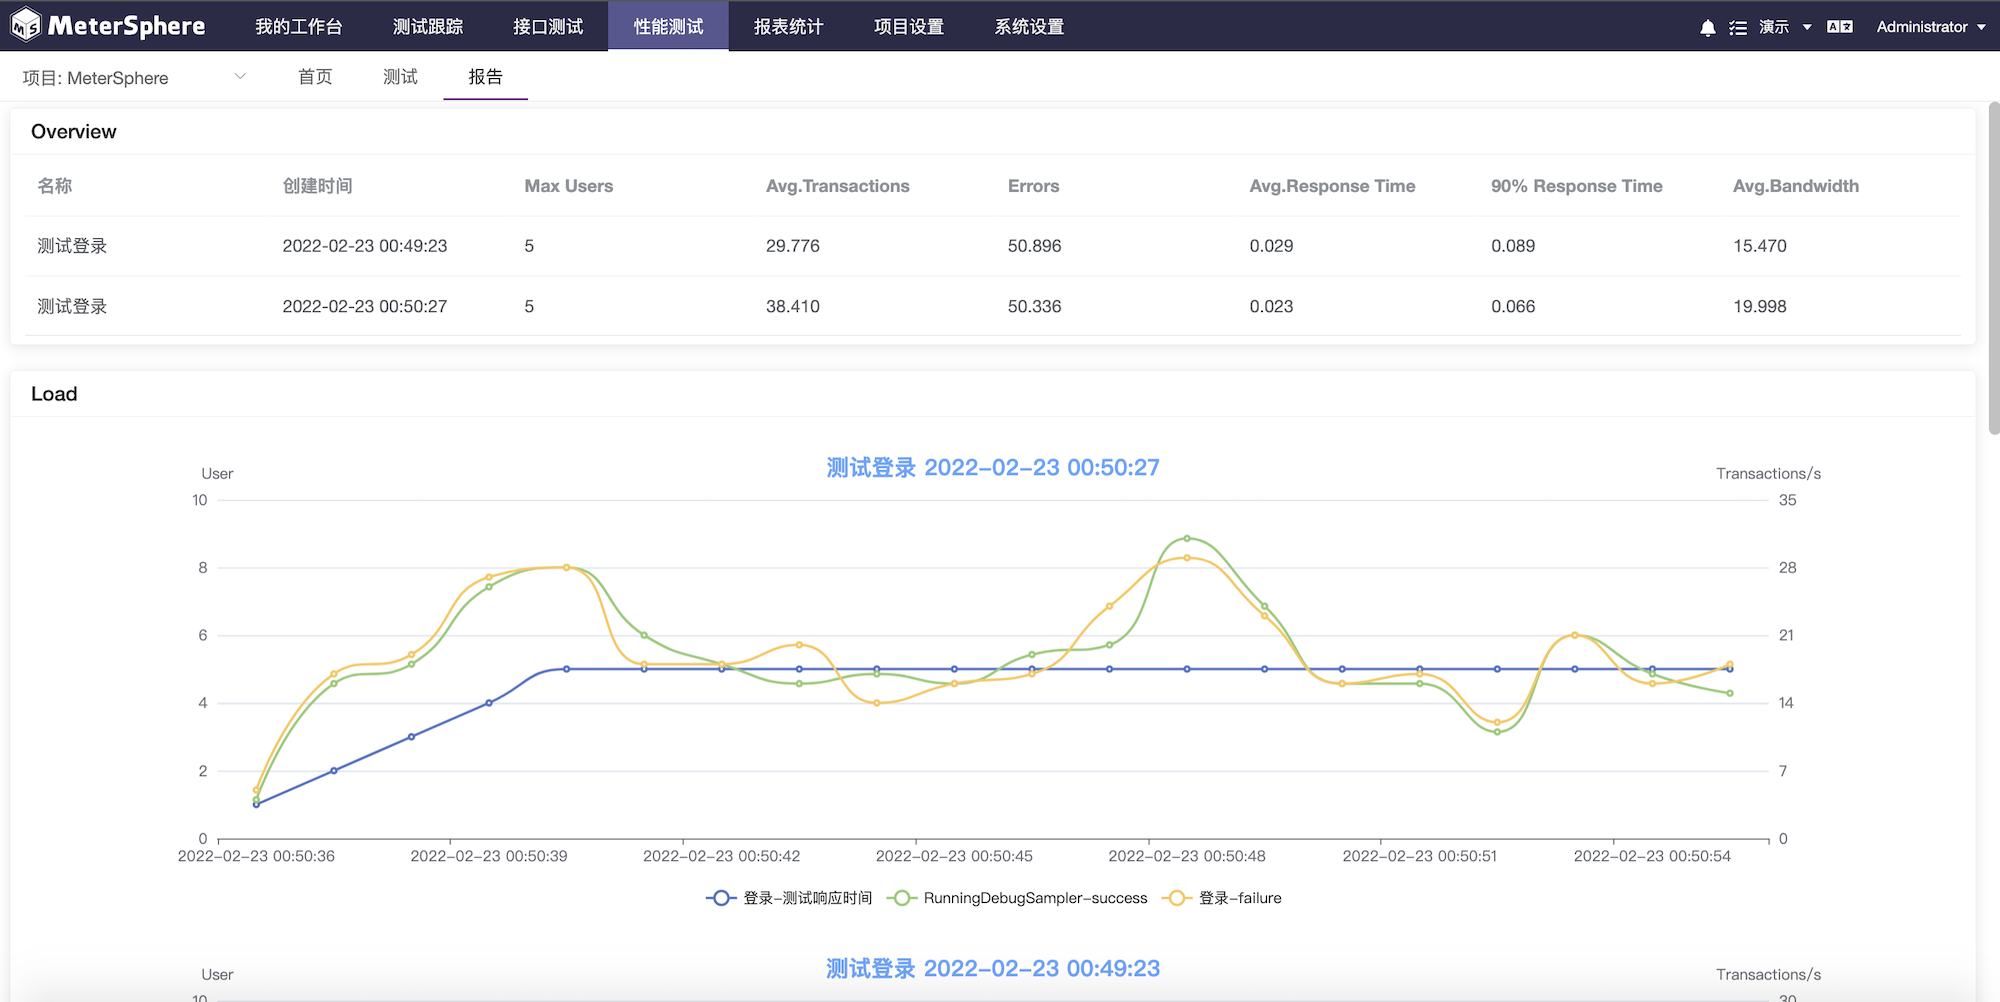 MeterSphere 我的工作台 测试跟踪 接口测试 性能测试 报表统计 项目设置 系统设置 演示 Administrator
项目: MeterSphere 首页 测试 报告
Overview
名称 创建时间 Max Users Avg.Transactions Errors Avg.Response Time 90% Response Time Avg.Bandwidth
测试登录 2022-02-23 00:49:23 5 29.776 50.896 0.029 0.089 15.470
测试登录 2022-02-23 00:50:27 5 38.410 50.336 0.023 0.066 19.998
Load
测试登录 2022-02-23 00:50:27
User Transactions/s
10 35
8 28
6 21
4 14
2 7
0 0
2022-02-23 00:50:36 2022-02-23 00:50:39 2022-02-23 00:50:42 2022-02-23 00:50:45 2022-02-23 00:50:48 2022-02-23 00:50:51 2022-02-23 00:50:54
登录-测试响应时间 RunningDebugSampler-success 登录-failure
测试登录 2022-02-23 00:49:23
User Transactions/s
10 30